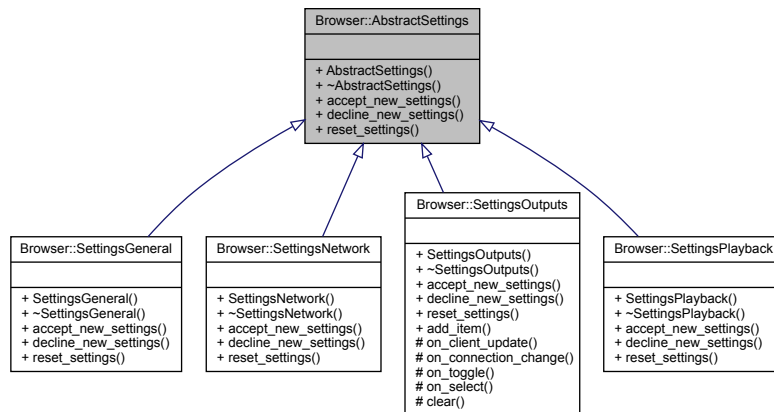 Browser::AbstractSettings
+ AbstractSettings()
+ ~AbstractSettings()
+ accept_new_settings()
+ decline_new_settings()
+ reset_settings()
Browser::SettingsGeneral
+ SettingsGeneral()
+ ~SettingsGeneral()
+ accept_new_settings()
+ decline_new_settings()
+ reset_settings()
Browser::SettingsNetwork
+ SettingsNetwork()
+ ~SettingsNetwork()
+ accept_new_settings()
+ decline_new_settings()
+ reset_settings()
Browser::SettingsOutputs
+ SettingsOutputs()
+ ~SettingsOutputs()
+ accept_new_settings()
+ decline_new_settings()
+ reset_settings()
+ add_item()
# on_client_update()
# on_connection_change()
# on_toggle()
# on_select()
# clear()
Browser::SettingsPlayback
+ SettingsPlayback()
+ ~SettingsPlayback()
+ accept_new_settings()
+ decline_new_settings()
+ reset_settings()